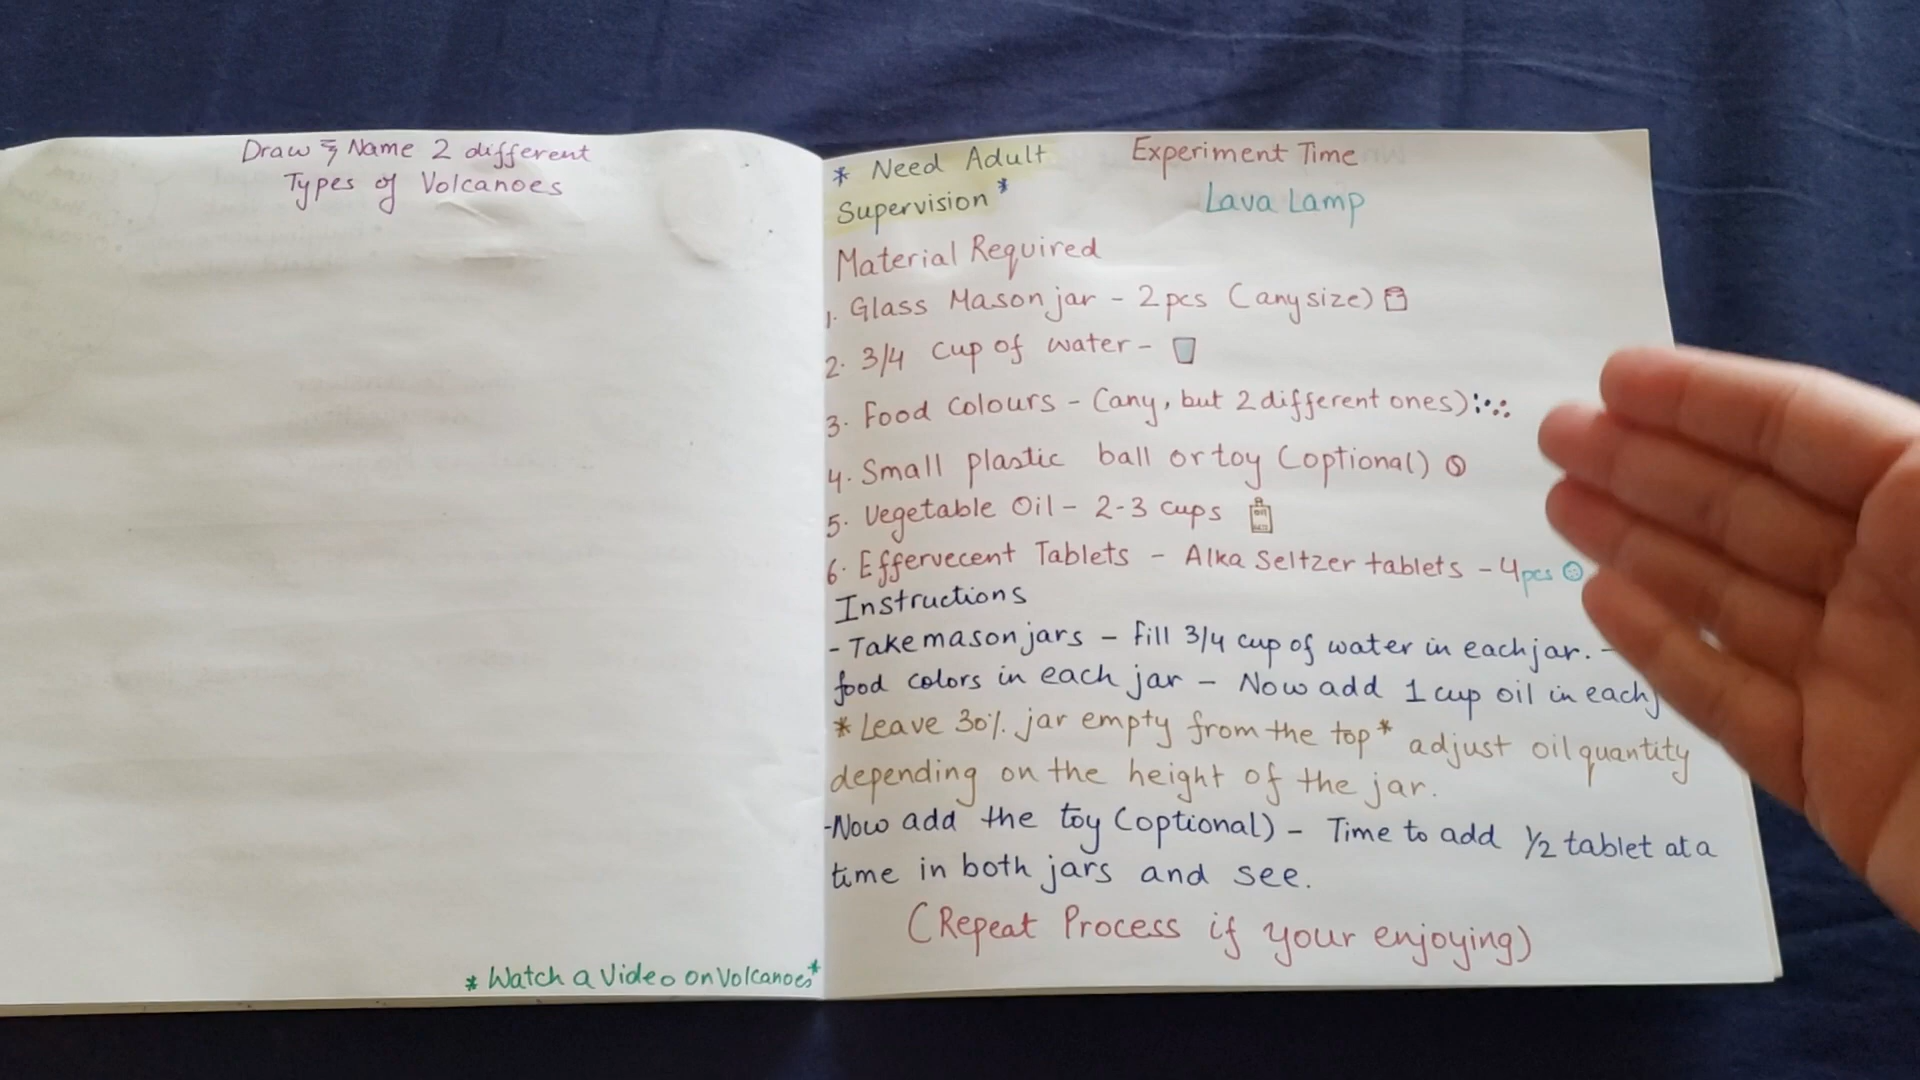 Draw & Name 2 different
Types of Volcanoes
* Watch a Video on Volcanoes*
* Need Adult
Supervision *
Experiment Time
Lava Lamp
Material Required
1. Glass Mason jar - 2 pcs (any size)
2. 3/4 cup of water -
3. Food Colours - (any, but 2 different ones)
4. Small plastic ball or toy (optional)
5. Vegetable Oil - 2-3 cups
6. Effervecent Tablets - Alka Seltzer tablets - 4 pcs
Instructions
- Take mason jars - fill 3/4 cup of water in each jar. -
food colors in each jar - Now add 1 cup oil in each
* Leave 30% jar empty from the top * adjust oil quantity
depending on the height of the jar.
- Now add the toy (optional) - Time to add 1/2 tablet at a
time in both jars and see.
(Repeat Process if your enjoying)